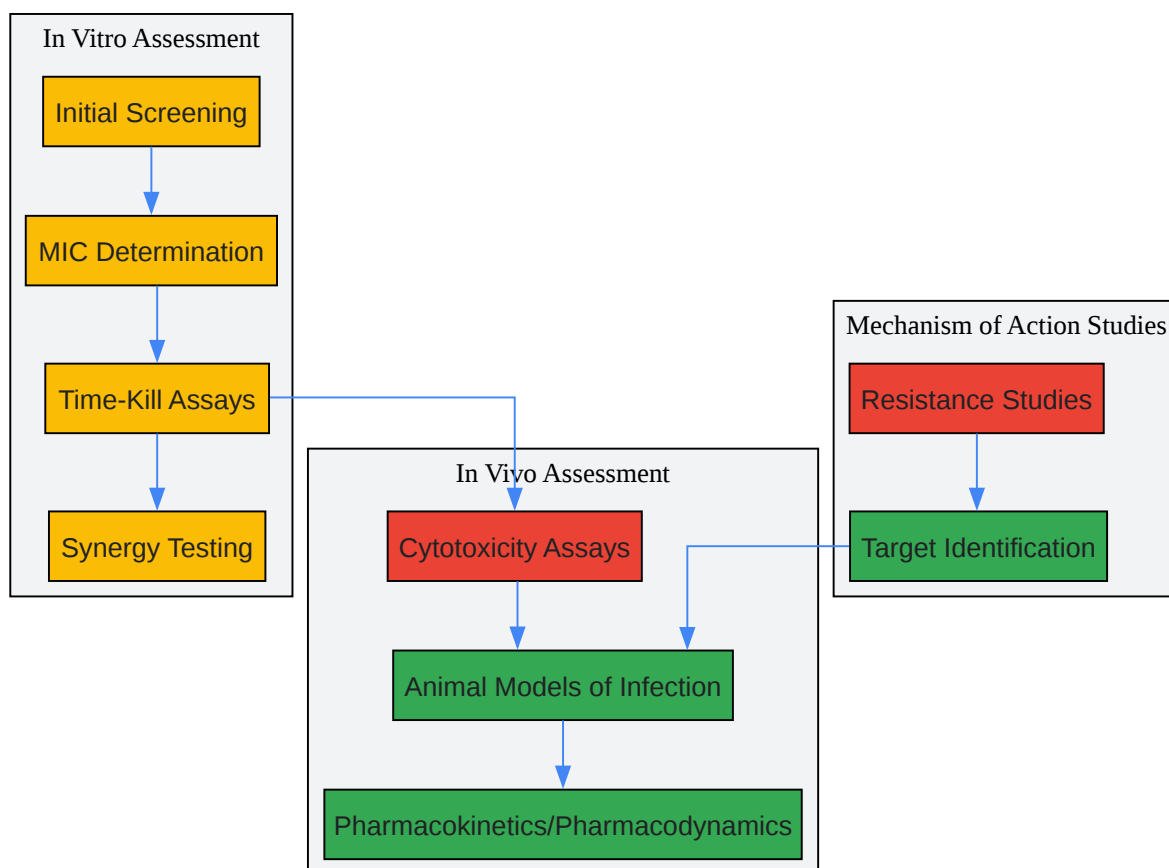 In Vitro Assessment
Initial Screening
MIC Determination
Time-Kill Assays
Synergy Testing
In Vivo Assessment
Cytotoxicity Assays
Animal Models of Infection
Pharmacokinetics/Pharmacodynamics
Mechanism of Action Studies
Resistance Studies
Target Identification